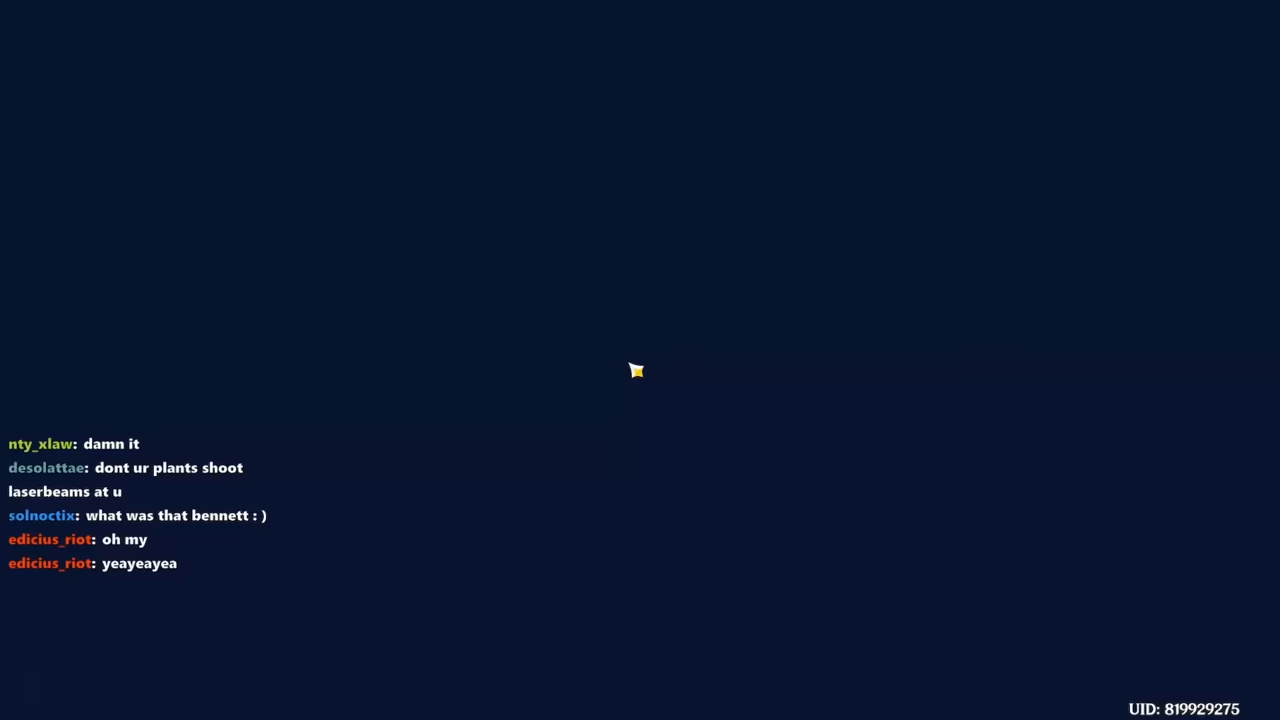 nty_xlaw: damn it
desolattae: dont ur plants shoot
laserbeams at u
solnoctix: what was that bennett : )
edicius_riot: oh my
edicius_riot: yeayeayea
UID: 819929275